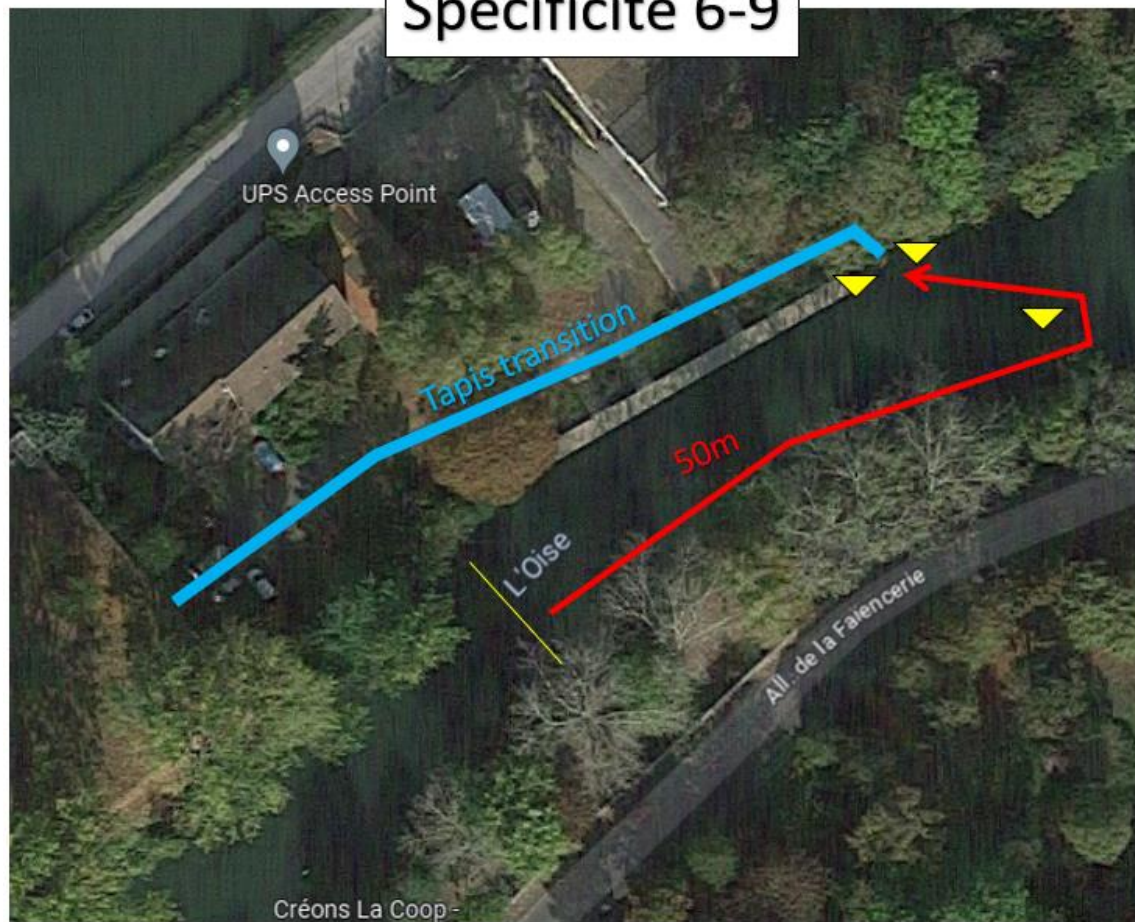 Spécificité 6-9
UPS Access Point
Tapis transition
50m
L'Oise
All. de la Faïencerie
Créons La Coop -